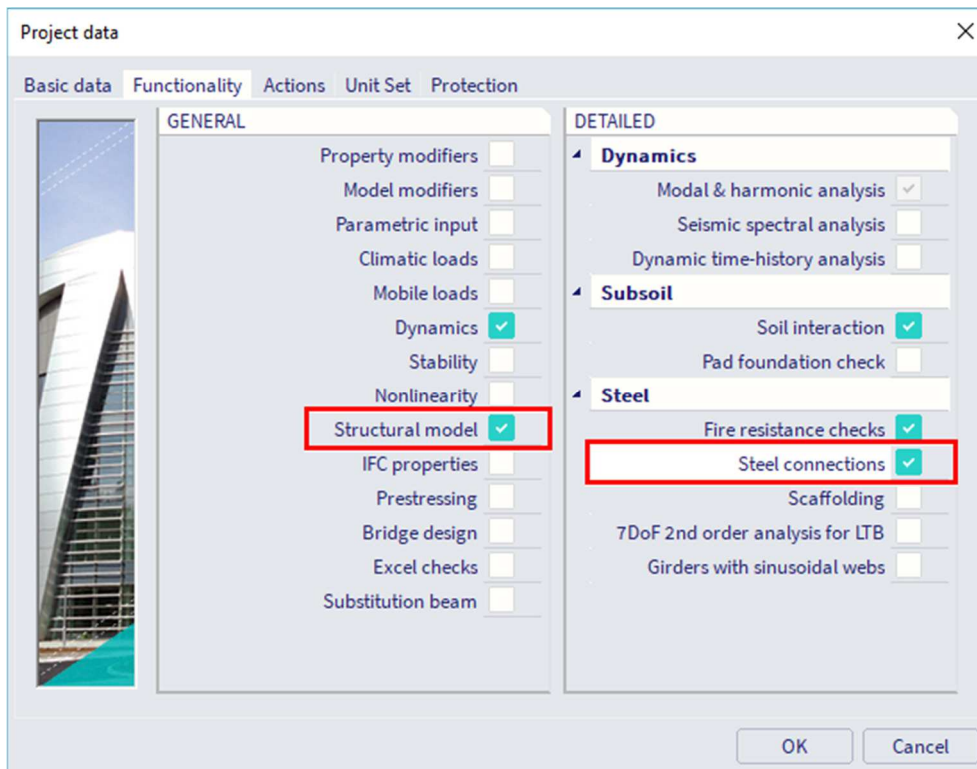 Project data
Basic data Functionality Actions Unit Set Protection
GENERAL
Property modifiers
Model modifiers
Parametric input
Climatic loads
Mobile loads
Dynamics
Stability
Nonlinearity
Structural model
IFC properties
Prestressing
Bridge design
Excel checks
Substitution beam
DETAILED
Dynamics
Modal & harmonic analysis
Seismic spectral analysis
Dynamic time-history analysis
Subsoil
Soil interaction
Pad foundation check
Steel
Fire resistance checks
Steel connections
Scaffolding
7DoF 2nd order analysis for LTB
Girders with sinusoidal webs
OK Cancel